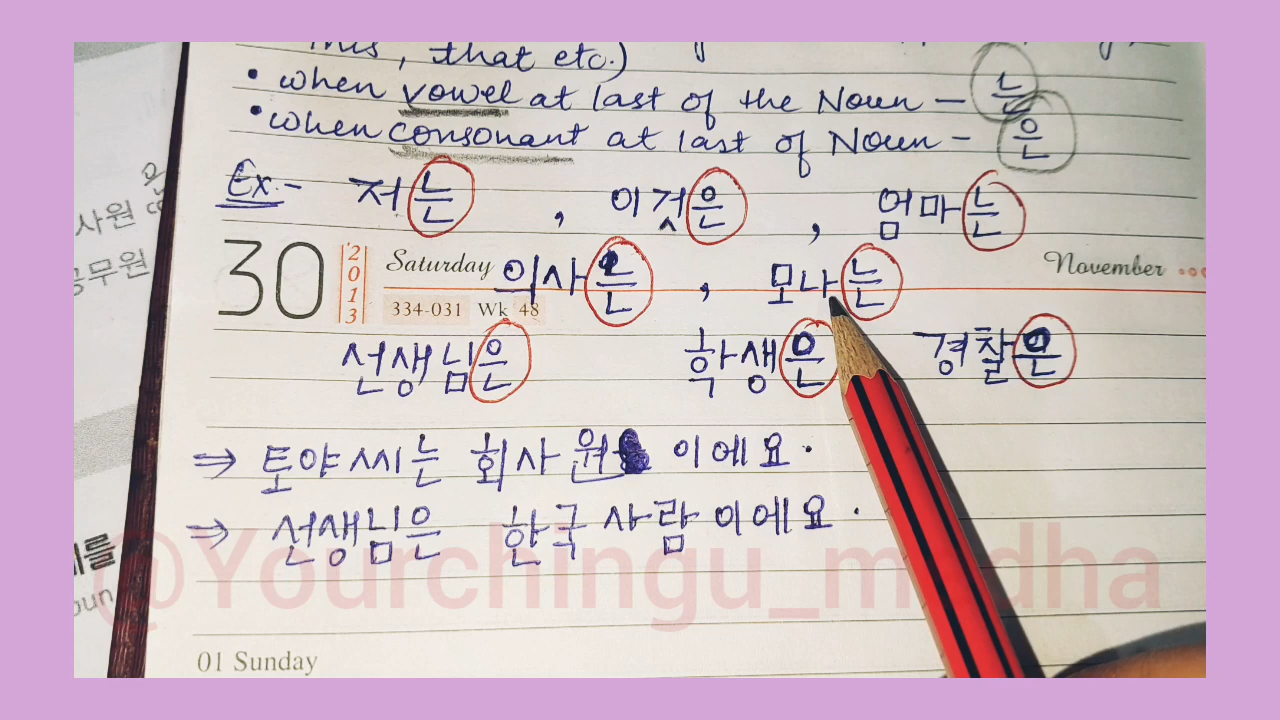 this, that etc.)
• when vowel at last of the Noun — 는
• when consonant at last of Noun - 은
Ex.- 저는 , 이것은 , 엄마는
30 2013 Saturday 의사는 , 모나는 November
334-031 Wk 48
선생님은 학생은 경찰은
⇒ 토야씨는 회사원 이에요.
⇒ 선생님은 한국 사람 이에요.
01 Sunday
사원
공무원
를
oun
@Yourchingu_m dha